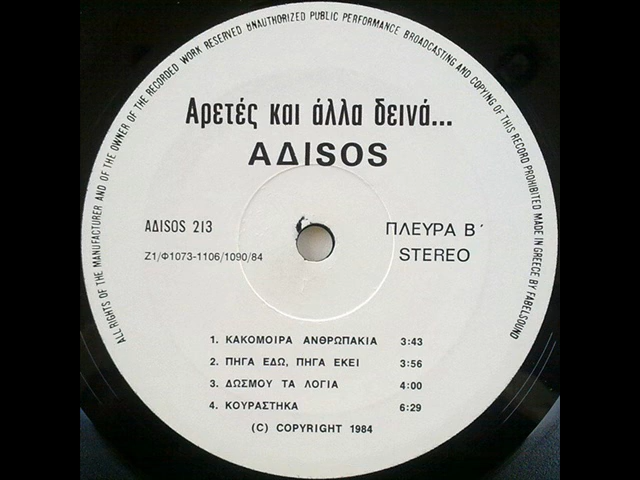 ALL RIGHTS OF THE MANUFACTURER AND OF THE OWNER OF THE RECORDED WORK RESERVED UNAUTHORIZED PUBLIC PERFORMANCE BROADCASTING AND COPYING OF THIS RECORD PROHIBITED MADE IN GREECE BY FABELSOUND
Αρετές και άλλα δεινά...
ΑΔISOS
ΑΔISOS 213
ΠΛΕΥΡΑ Β΄
Ζ1/Φ1073-1106/1090/84
STEREO
1. ΚΑΚΟΜΟΙΡΑ ΑΝΘΡΩΠΑΚΙΑ 3:43
2. ΠΗΓΑ ΕΔΩ, ΠΗΓΑ ΕΚΕΙ 3:56
3. ΔΩΣΜΟΥ ΤΑ ΛΟΓΙΑ 4:00
4. ΚΟΥΡΑΣΤΗΚΑ 6:29
(C) COPYRIGHT 1984